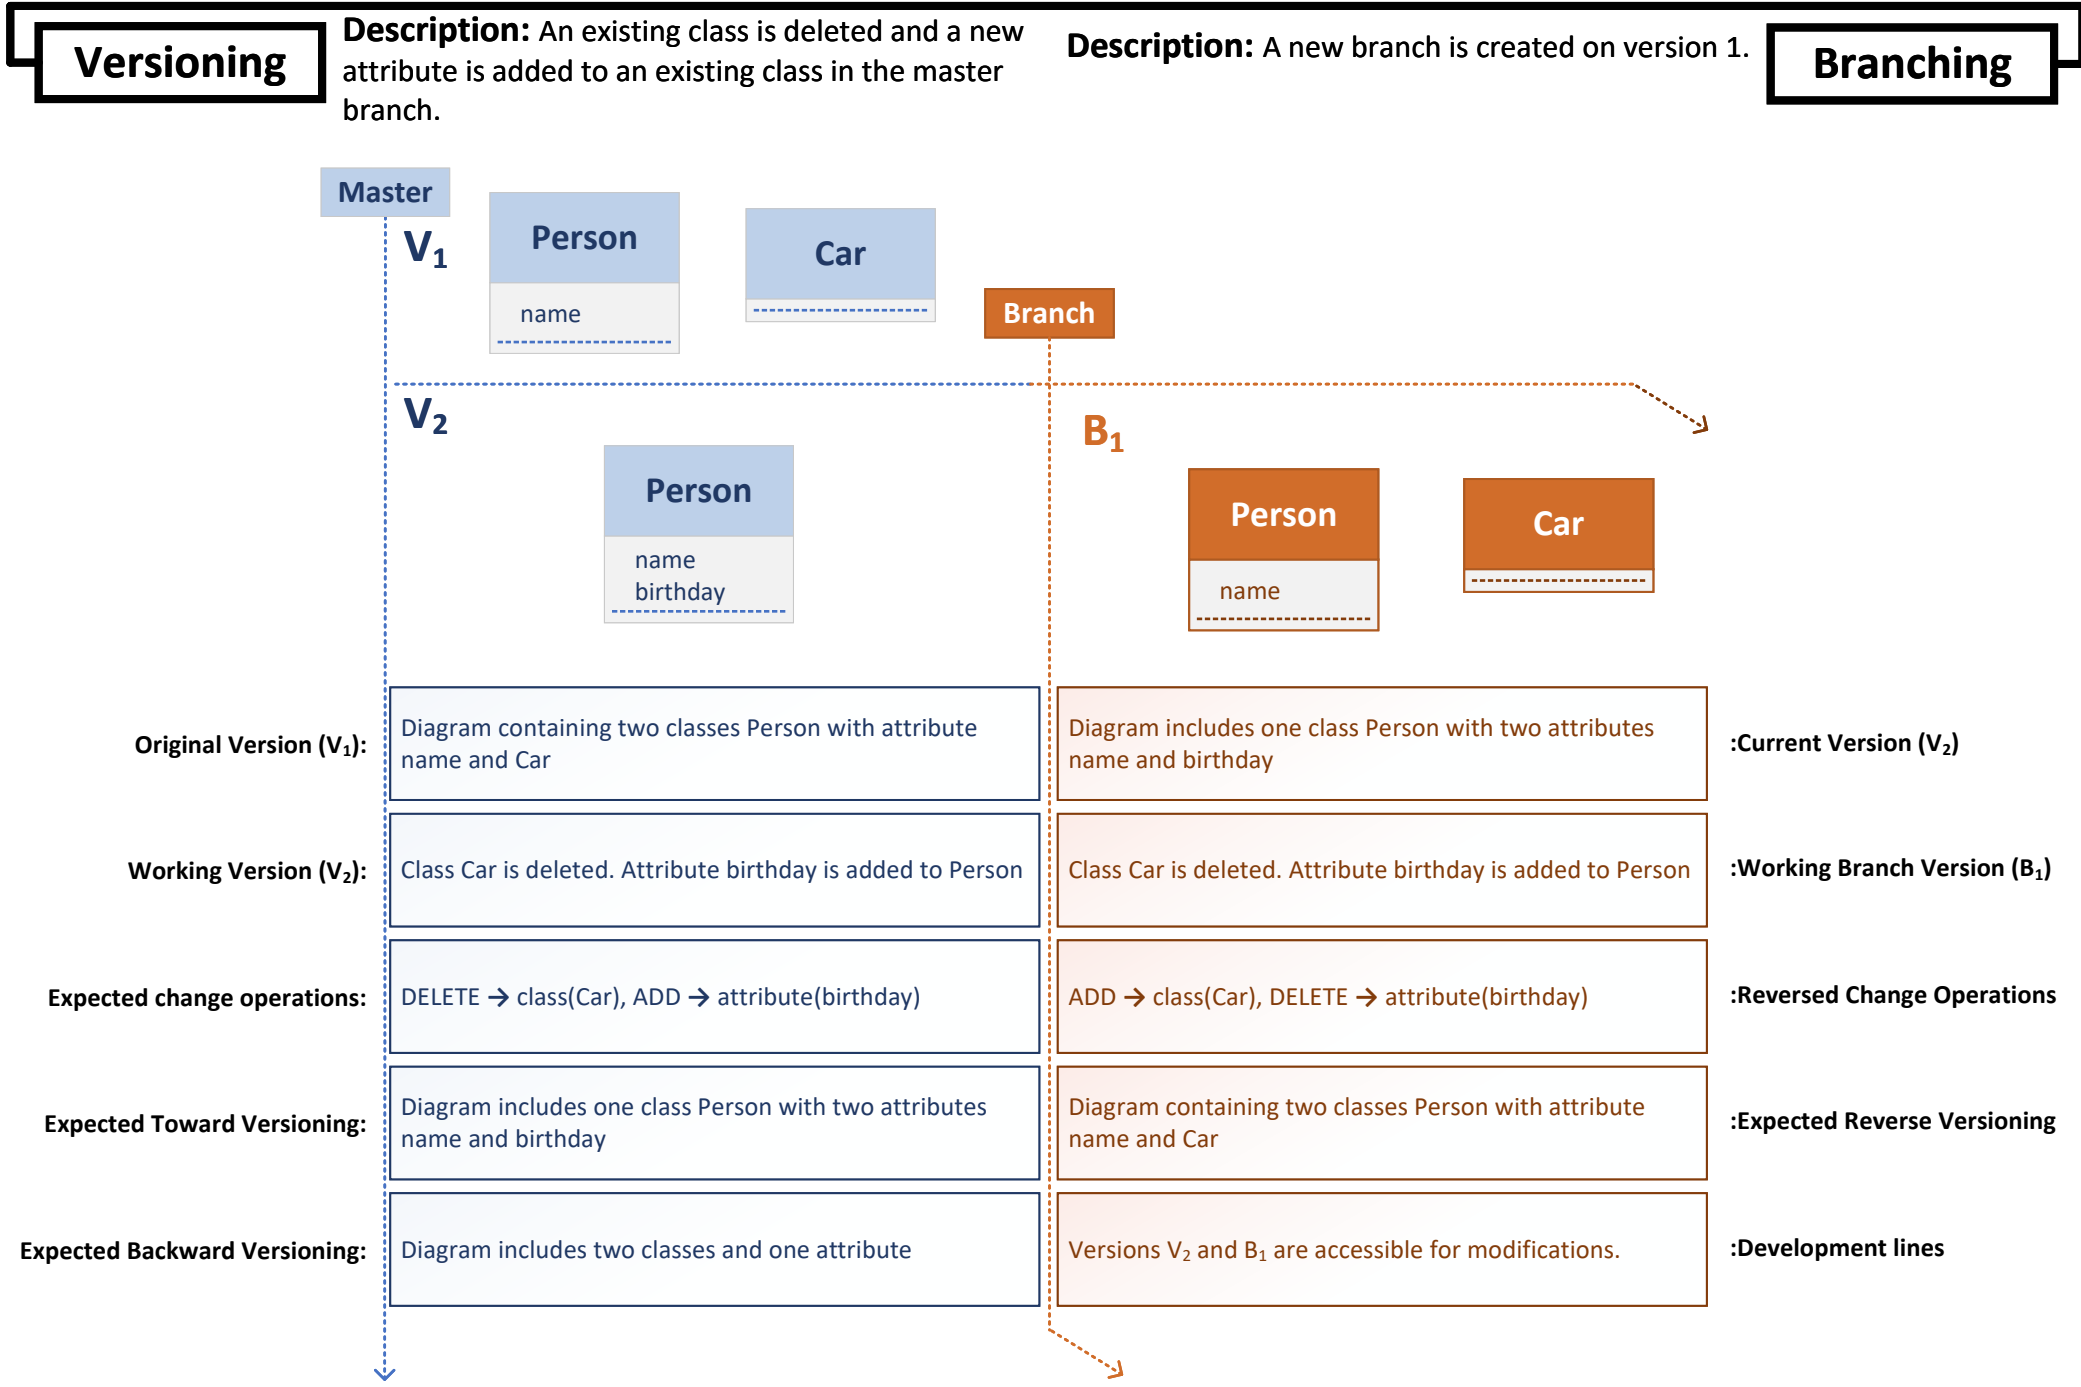 Versioning
Description: An existing class is deleted and a new
attribute is added to an existing class in the master
branch.
Description: A new branch is created on version 1.
Branching
Master
V₁
Person
name
Car
Branch
V₂
Person
name
birthday
B₁
Person
name
Car
Original Version (V₁):
Diagram containing two classes Person with attribute
name and Car
Diagram includes one class Person with two attributes
name and birthday
:Current Version (V₂)
Working Version (V₂):
Class Car is deleted. Attribute birthday is added to Person
Class Car is deleted. Attribute birthday is added to Person
:Working Branch Version (B₁)
Expected change operations:
DELETE → class(Car), ADD → attribute(birthday)
ADD → class(Car), DELETE → attribute(birthday)
:Reversed Change Operations
Expected Toward Versioning:
Diagram includes one class Person with two attributes
name and birthday
Diagram containing two classes Person with attribute
name and Car
:Expected Reverse Versioning
Expected Backward Versioning:
Diagram includes two classes and one attribute
Versions V₂ and B₁ are accessible for modifications.
:Development lines